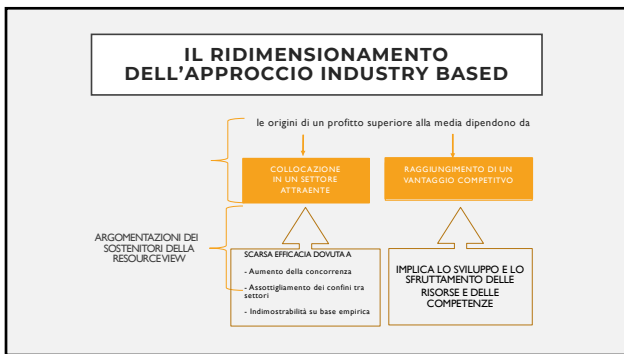 IL RIDIMENSIONAMENTO
DELL'APPROCCIO INDUSTRY BASED
le origini di un profitto superiore alla media dipendono da
COLLOCAZIONE
IN UN SETTORE
ATTRAENTE
RAGGIUNGIMENTO DI UN
VANTAGGIO COMPETITVO
ARGOMENTAZIONI DEI
SOSTENITORI DELLA
RESOURCE VIEW
SCARSA EFFICACIA DOVUTA A
- Aumento della concorrenza
- Assottigliamento dei confini tra
settori
- Indimostrabilità su base empirica
IMPLICA LO SVILUPPO E LO
SFRUTTAMENTO DELLE
RISORSE E DELLE
COMPETENZE